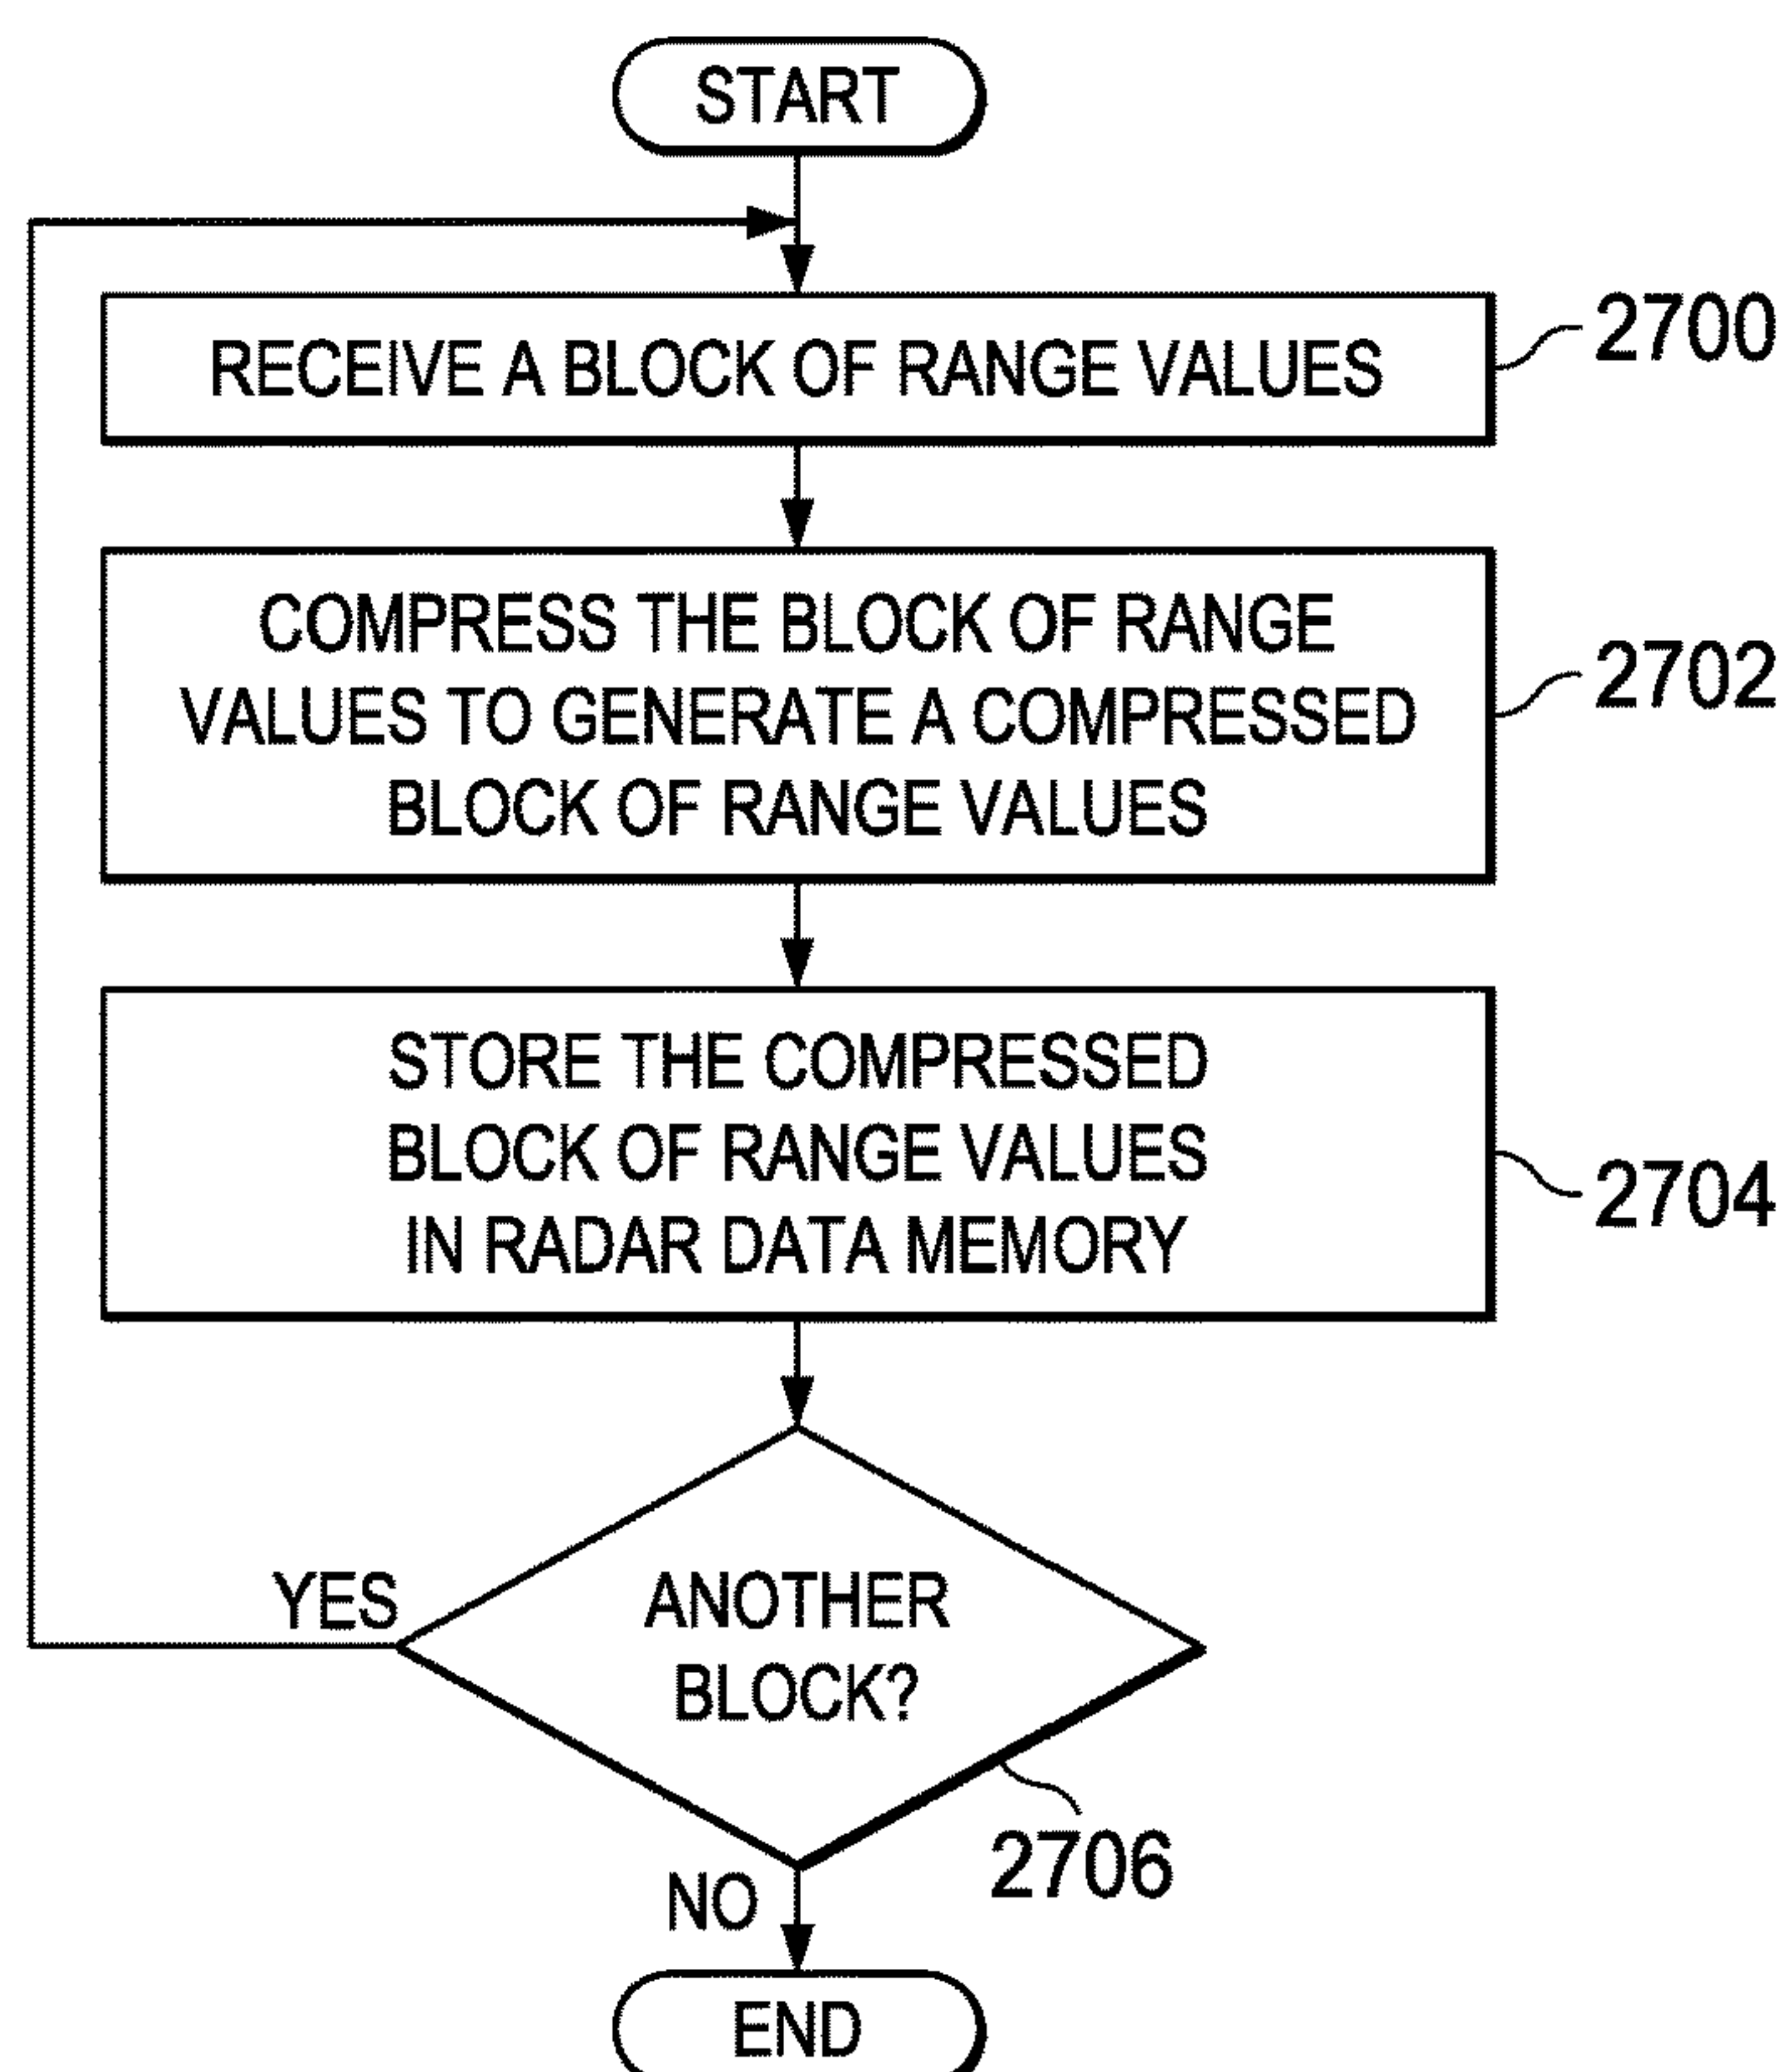 START
RECEIVE A BLOCK OF RANGE VALUES
2700
COMPRESS THE BLOCK OF RANGE
VALUES TO GENERATE A COMPRESSED
BLOCK OF RANGE VALUES
2702
STORE THE COMPRESSED
BLOCK OF RANGE VALUES
IN RADAR DATA MEMORY
2704
YES
ANOTHER
BLOCK?
2706
NO
END